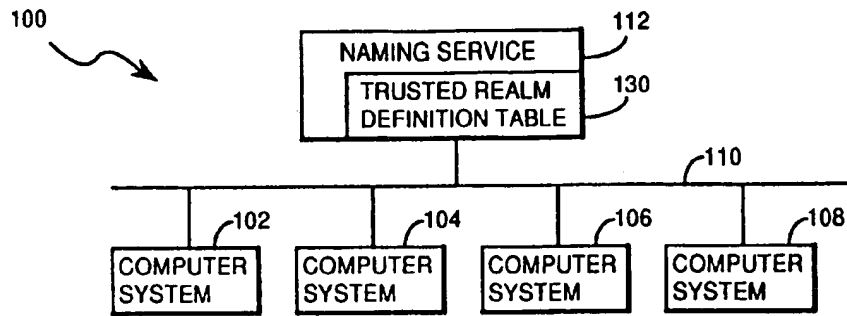 100
NAMING SERVICE
112
TRUSTED REALM
DEFINITION TABLE
130
110
102
104
106
108
COMPUTER
SYSTEM
COMPUTER
SYSTEM
COMPUTER
SYSTEM
COMPUTER
SYSTEM